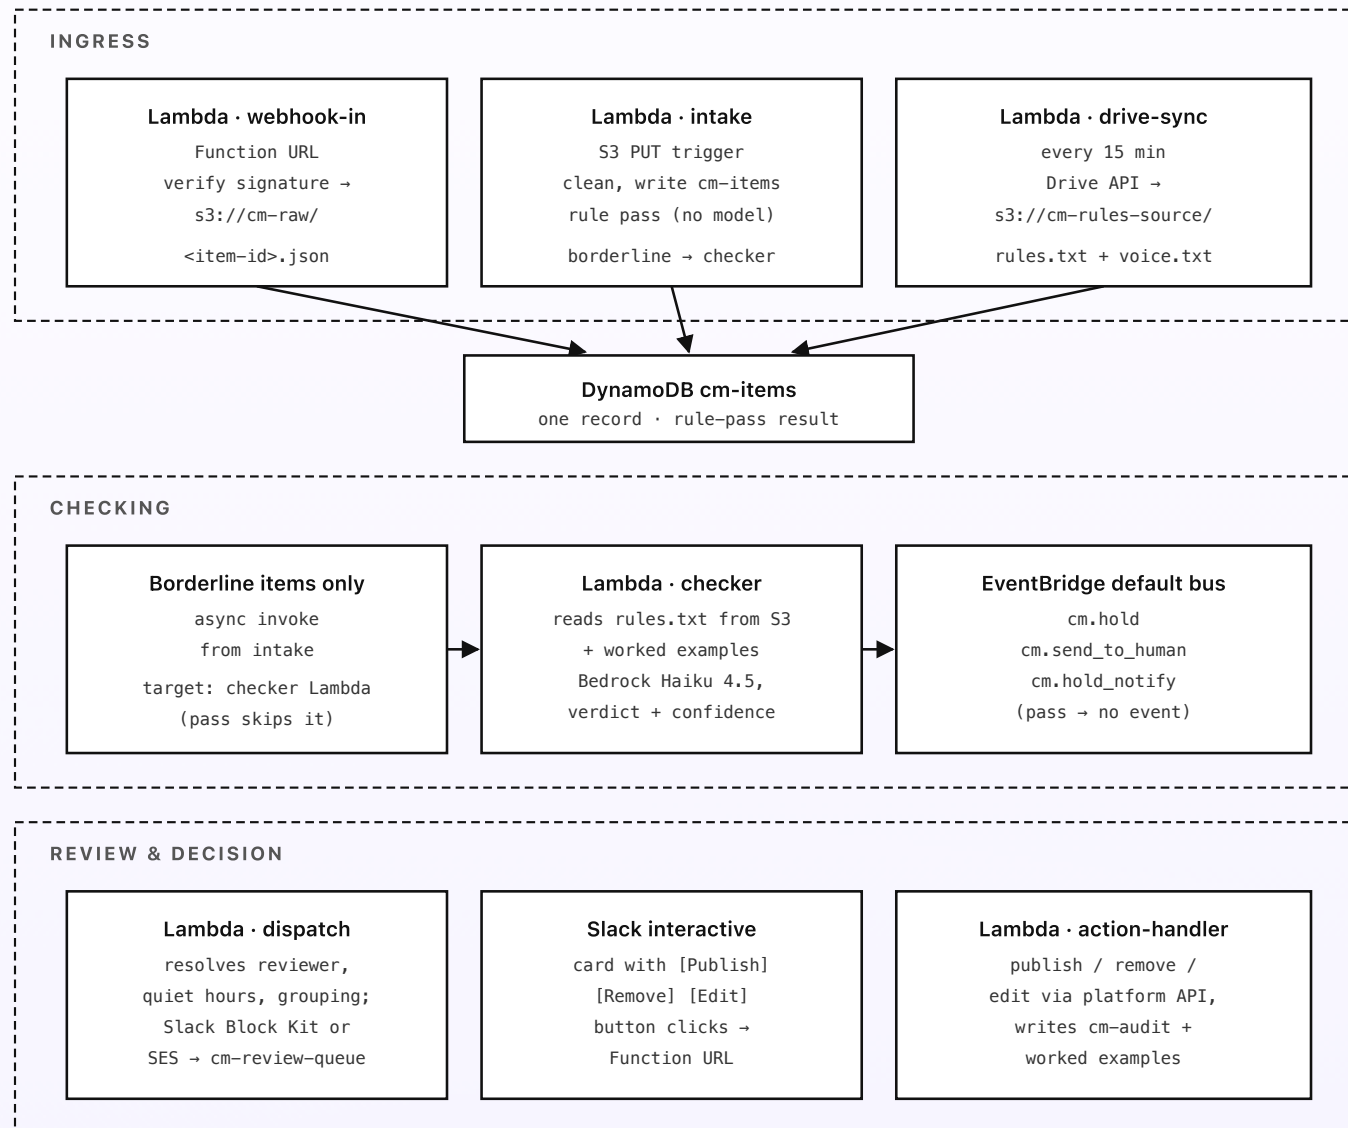 INGRESS
Lambda · webhook-in
Function URL
verify signature →
s3://cm-raw/
<item-id>.json
Lambda · intake
S3 PUT trigger
clean, write cm-items
rule pass (no model)
borderline → checker
Lambda · drive-sync
every 15 min
Drive API →
s3://cm-rules-source/
rules.txt + voice.txt
DynamoDB cm-items
one record · rule-pass result
CHECKING
Borderline items only
async invoke
from intake
target: checker Lambda
(pass skips it)
Lambda · checker
reads rules.txt from S3
+ worked examples
Bedrock Haiku 4.5,
verdict + confidence
EventBridge default bus
cm.hold
cm.send_to_human
cm.hold_notify
(pass → no event)
REVIEW & DECISION
Lambda · dispatch
resolves reviewer,
quiet hours, grouping;
Slack Block Kit or
SES → cm-review-queue
Slack interactive
card with [Publish]
[Remove] [Edit]
button clicks →
Function URL
Lambda · action-handler
publish / remove /
edit via platform API,
writes cm-audit +
worked examples